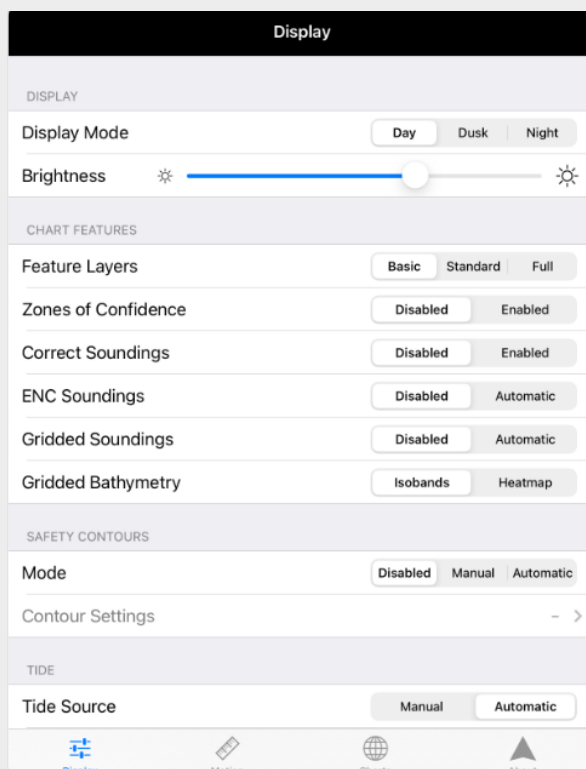 Display
DISPLAY
Display Mode Day Dusk Night
Brightness
CHART FEATURES
Feature Layers Basic Standard Full
Zones of Confidence Disabled Enabled
Correct Soundings Disabled Enabled
ENC Soundings Disabled Automatic
Gridded Soundings Disabled Automatic
Gridded Bathymetry Isobands Heatmap
SAFETY CONTOURS
Mode Disabled Manual Automatic
Contour Settings -
TIDE
Tide Source Manual Automatic